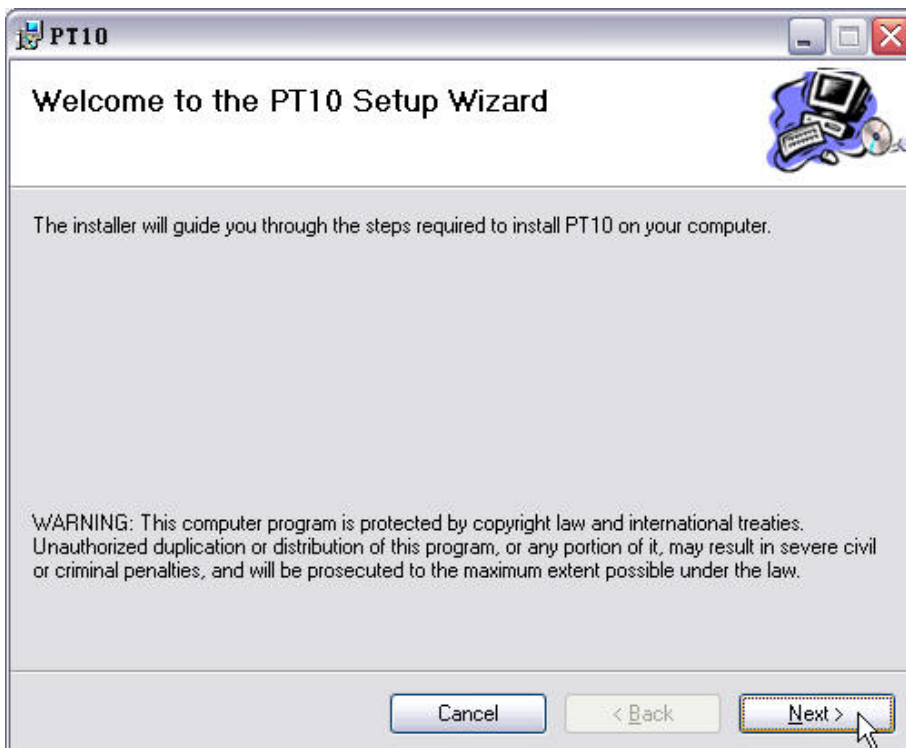 PT10
Welcome to the PT10 Setup Wizard
The installer will guide you through the steps required to install PT10 on your computer.
WARNING: This computer program is protected by copyright law and international treaties.
Unauthorized duplication or distribution of this program, or any portion of it, may result in severe civil
or criminal penalties, and will be prosecuted to the maximum extent possible under the law.
Cancel < Back Next >